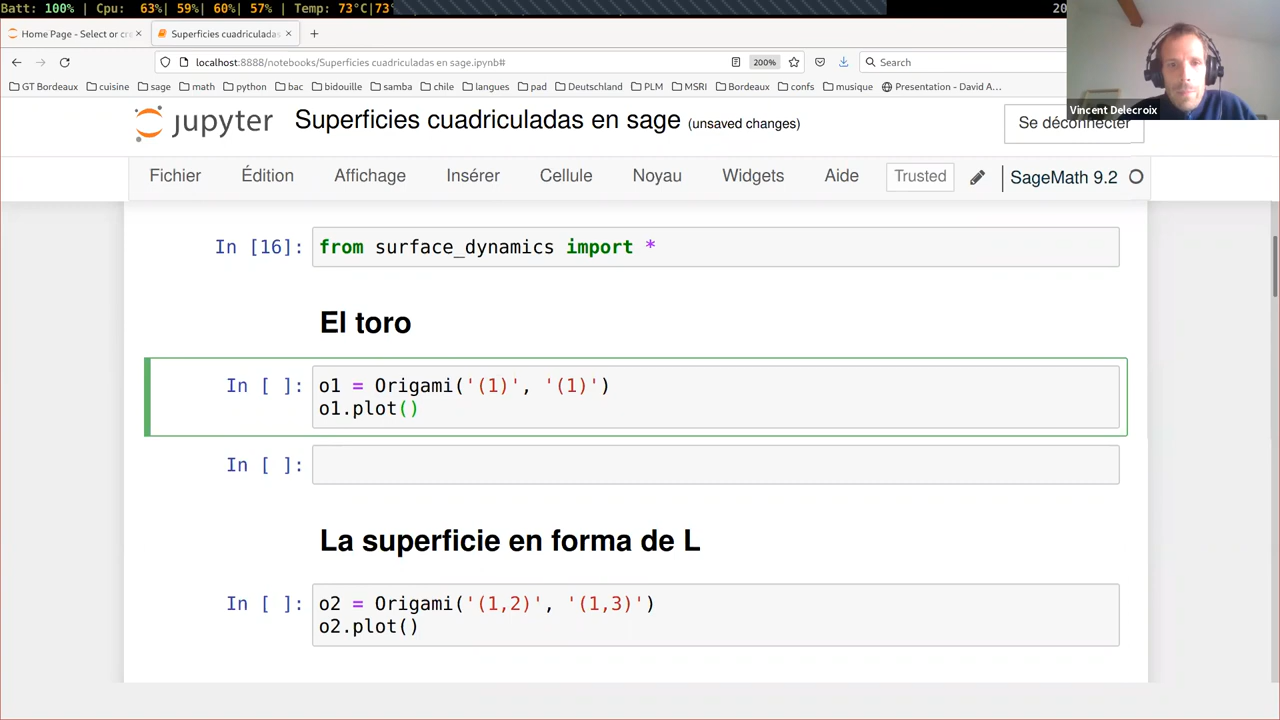 Batt: 100% | Cpu: 63%| 59%| 60%| 57% | Temp: 73°C|73° 20
Home Page - Select or cre × Superficies cuadriculadas × +
localhost:8888/notebooks/Superficies cuadriculadas en sage.ipynb# 200% Search
GT Bordeaux cuisine sage math python bac bidouille samba chile langues pad Deutschland PLM MSRI Bordeaux confs musique Presentation - David A…
Vincent Delecroix
jupyter Superficies cuadriculadas en sage (unsaved changes) Se déconnecter
Fichier Édition Affichage Insérer Cellule Noyau Widgets Aide Trusted SageMath 9.2
In [16]: from surface_dynamics import *
El toro
In [ ]: o1 = Origami('(1)', '(1)')
o1.plot()
In [ ]:
La superficie en forma de L
In [ ]: o2 = Origami('(1,2)', '(1,3)')
o2.plot()